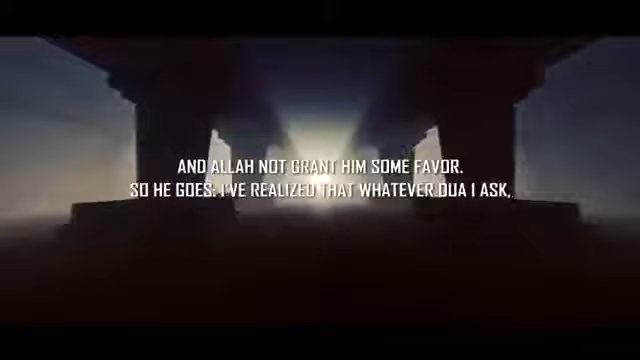 AND ALLAH NOT GRANT HIM SOME FAVOR.
SO HE GOES: I'VE REALIZED THAT WHATEVER DUA I ASK,